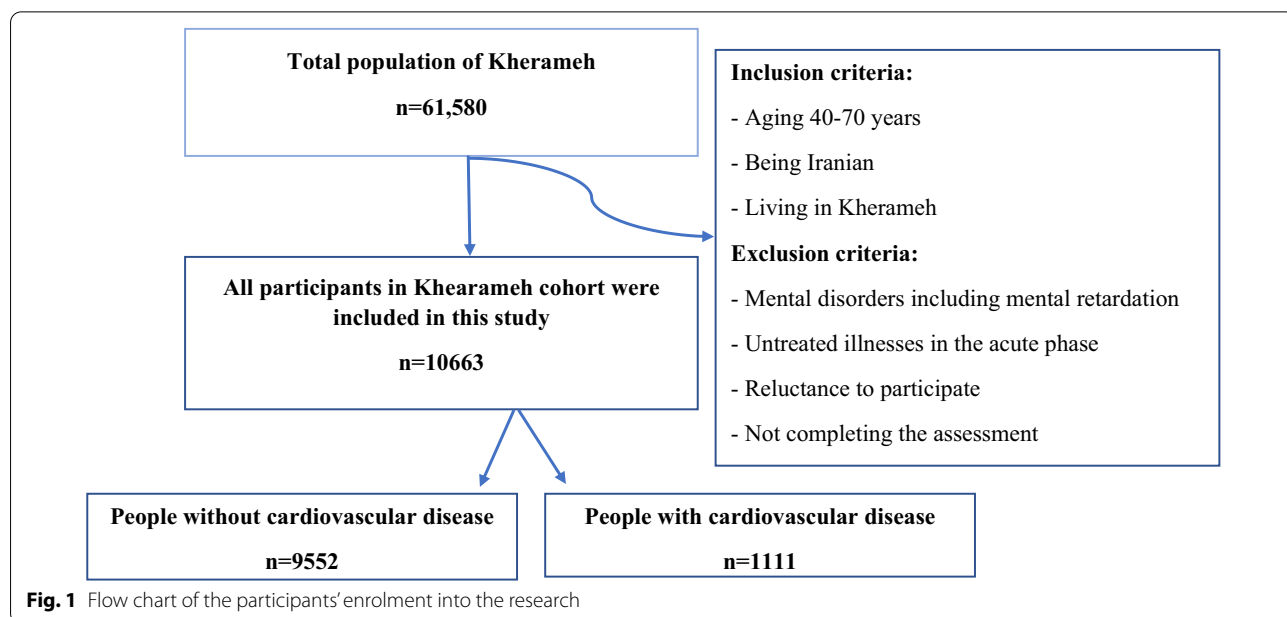 Total population of Kherameh
n=61,580
Inclusion criteria:
- Aging 40-70 years
- Being Iranian
- Living in Kherameh
Exclusion criteria:
- Mental disorders including mental retardation
- Untreated illnesses in the acute phase
- Reluctance to participate
- Not completing the assessment
All participants in Khearameh cohort were
included in this study
n=10663
People without cardiovascular disease
n=9552
People with cardiovascular disease
n=1111
Fig. 1 Flow chart of the participants' enrolment into the research